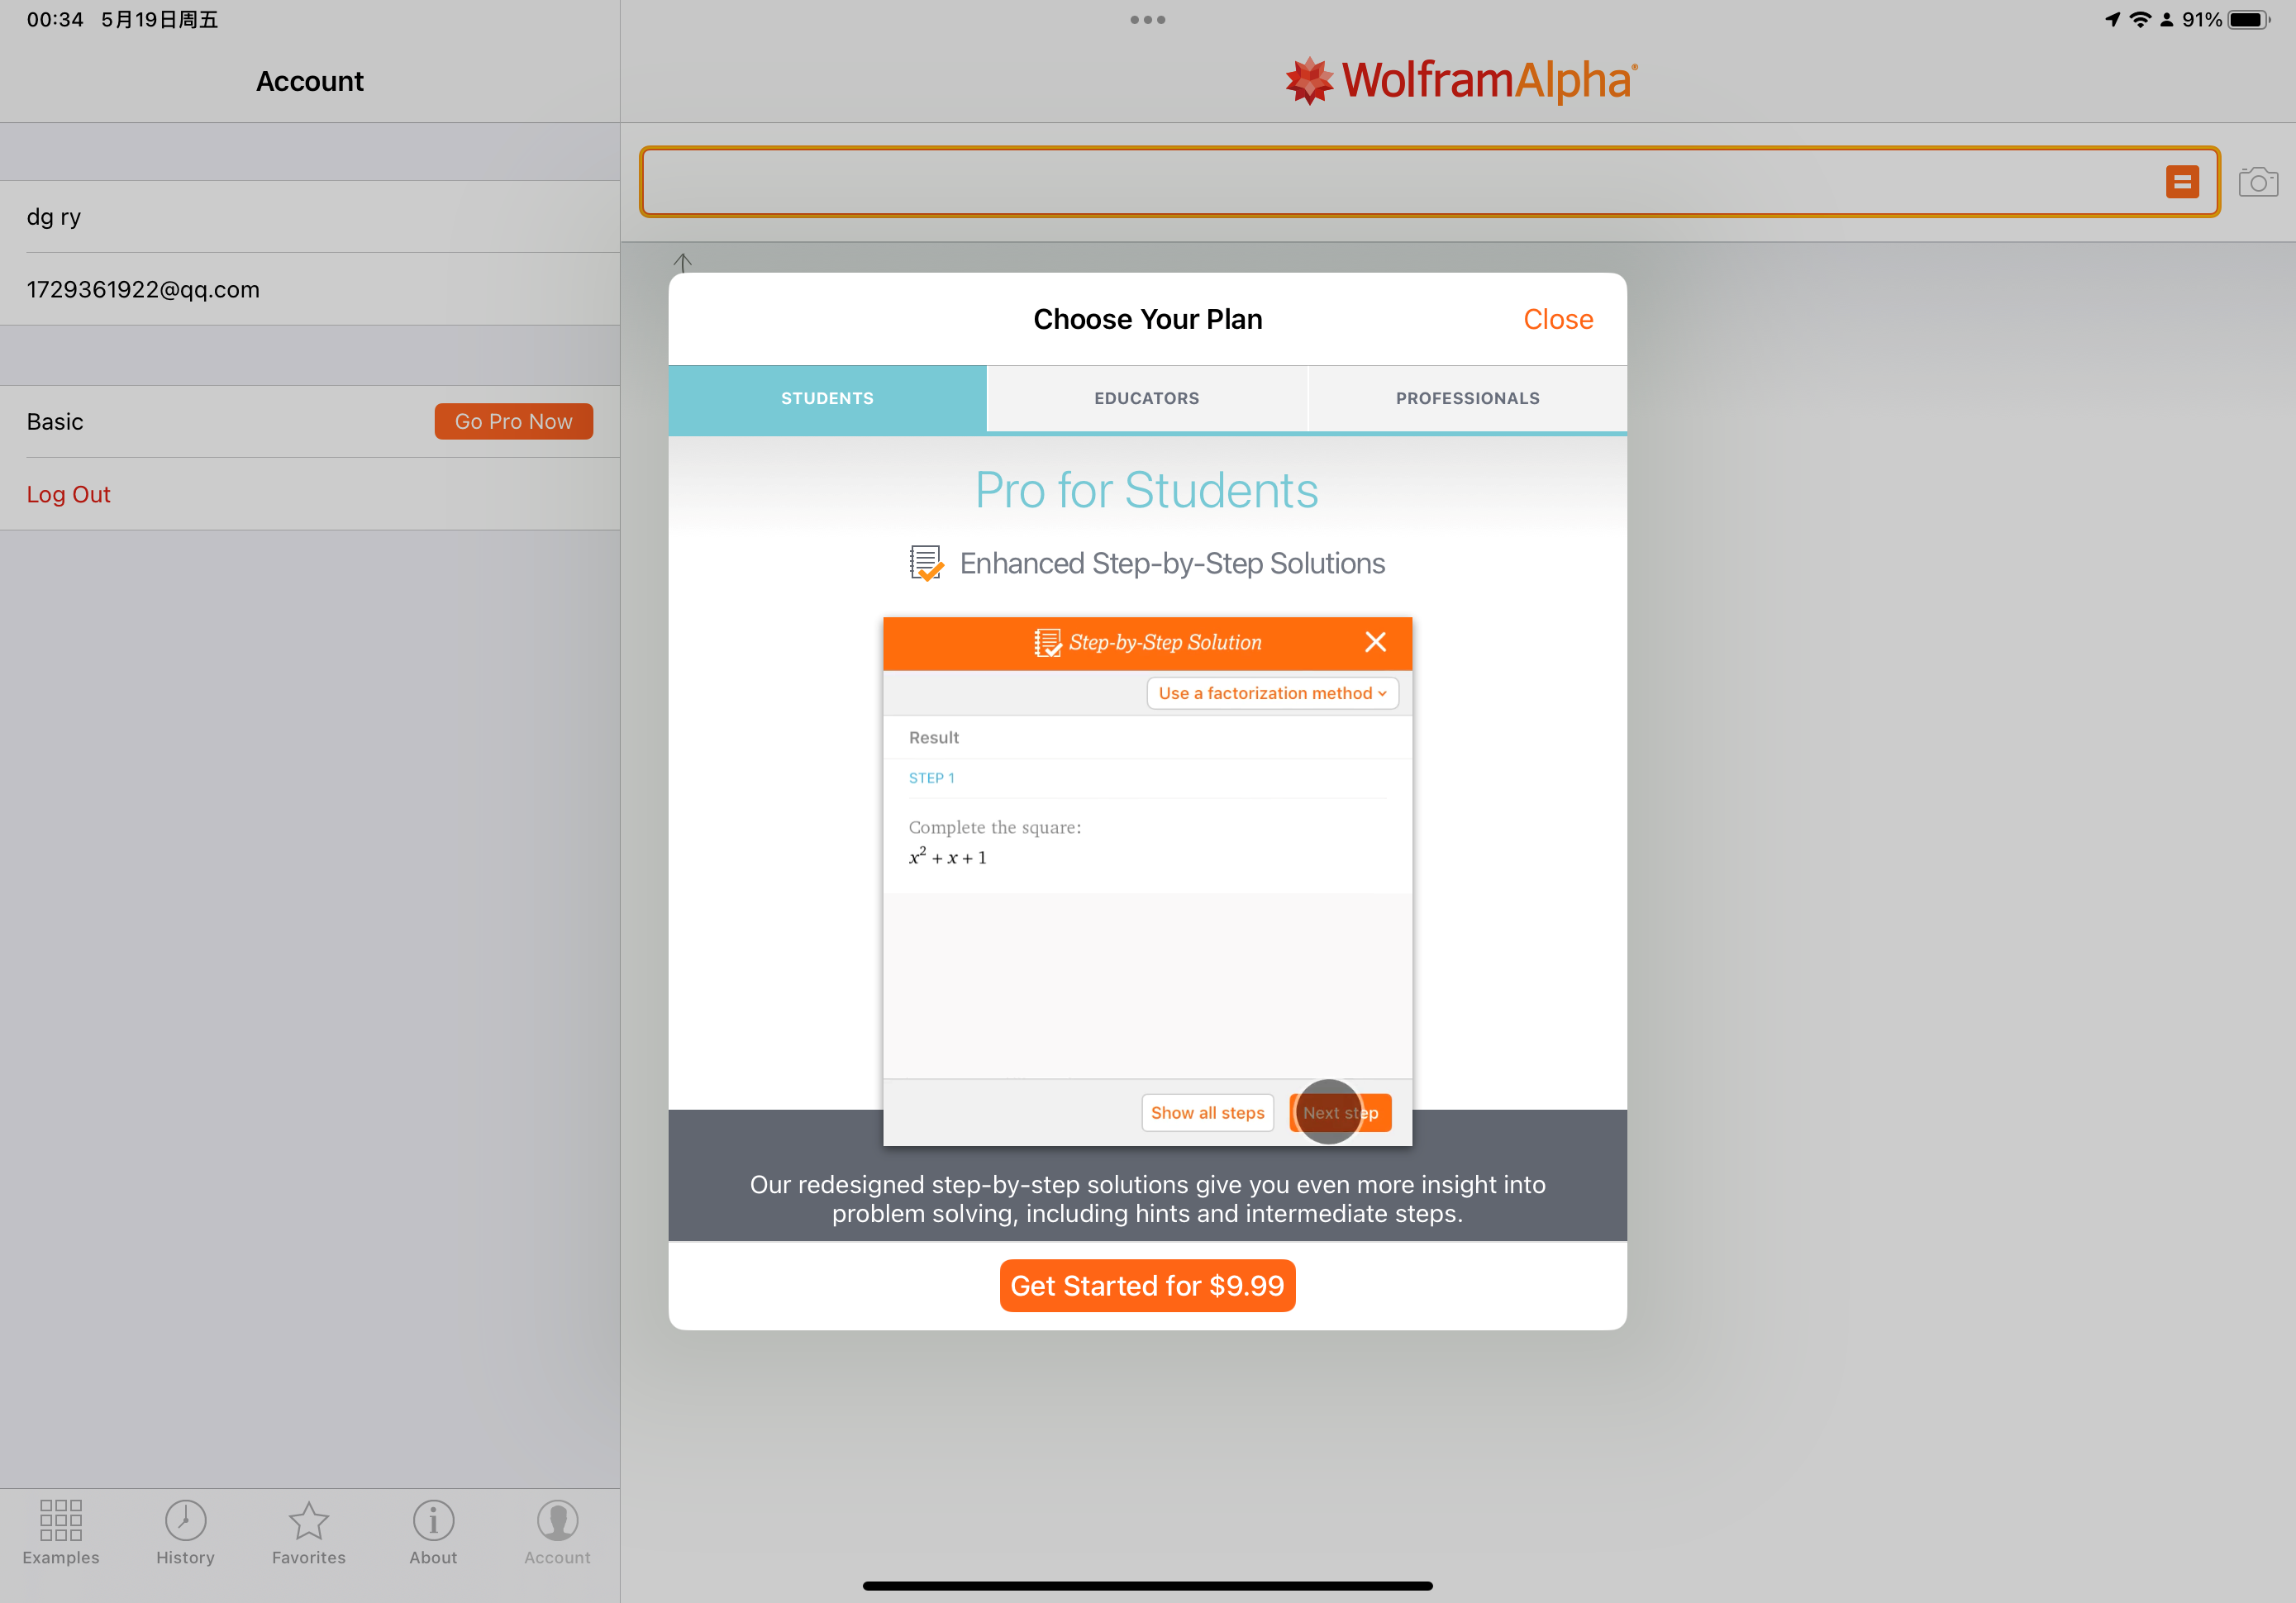 00:34 5月19日周五
91%
Account
WolframAlpha
dg ry
1729361922@qq.com
Basic
Go Pro Now
Log Out
Choose Your Plan
Close
STUDENTS
EDUCATORS
PROFESSIONALS
Pro for Students
Enhanced Step-by-Step Solutions
Step-by-Step Solution
Use a factorization method
Result
STEP 1
Complete the square:
x² + x + 1
Show all steps
Next step
Our redesigned step-by-step solutions give you even more insight into
problem solving, including hints and intermediate steps.
Get Started for $9.99
Examples
History
Favorites
About
Account